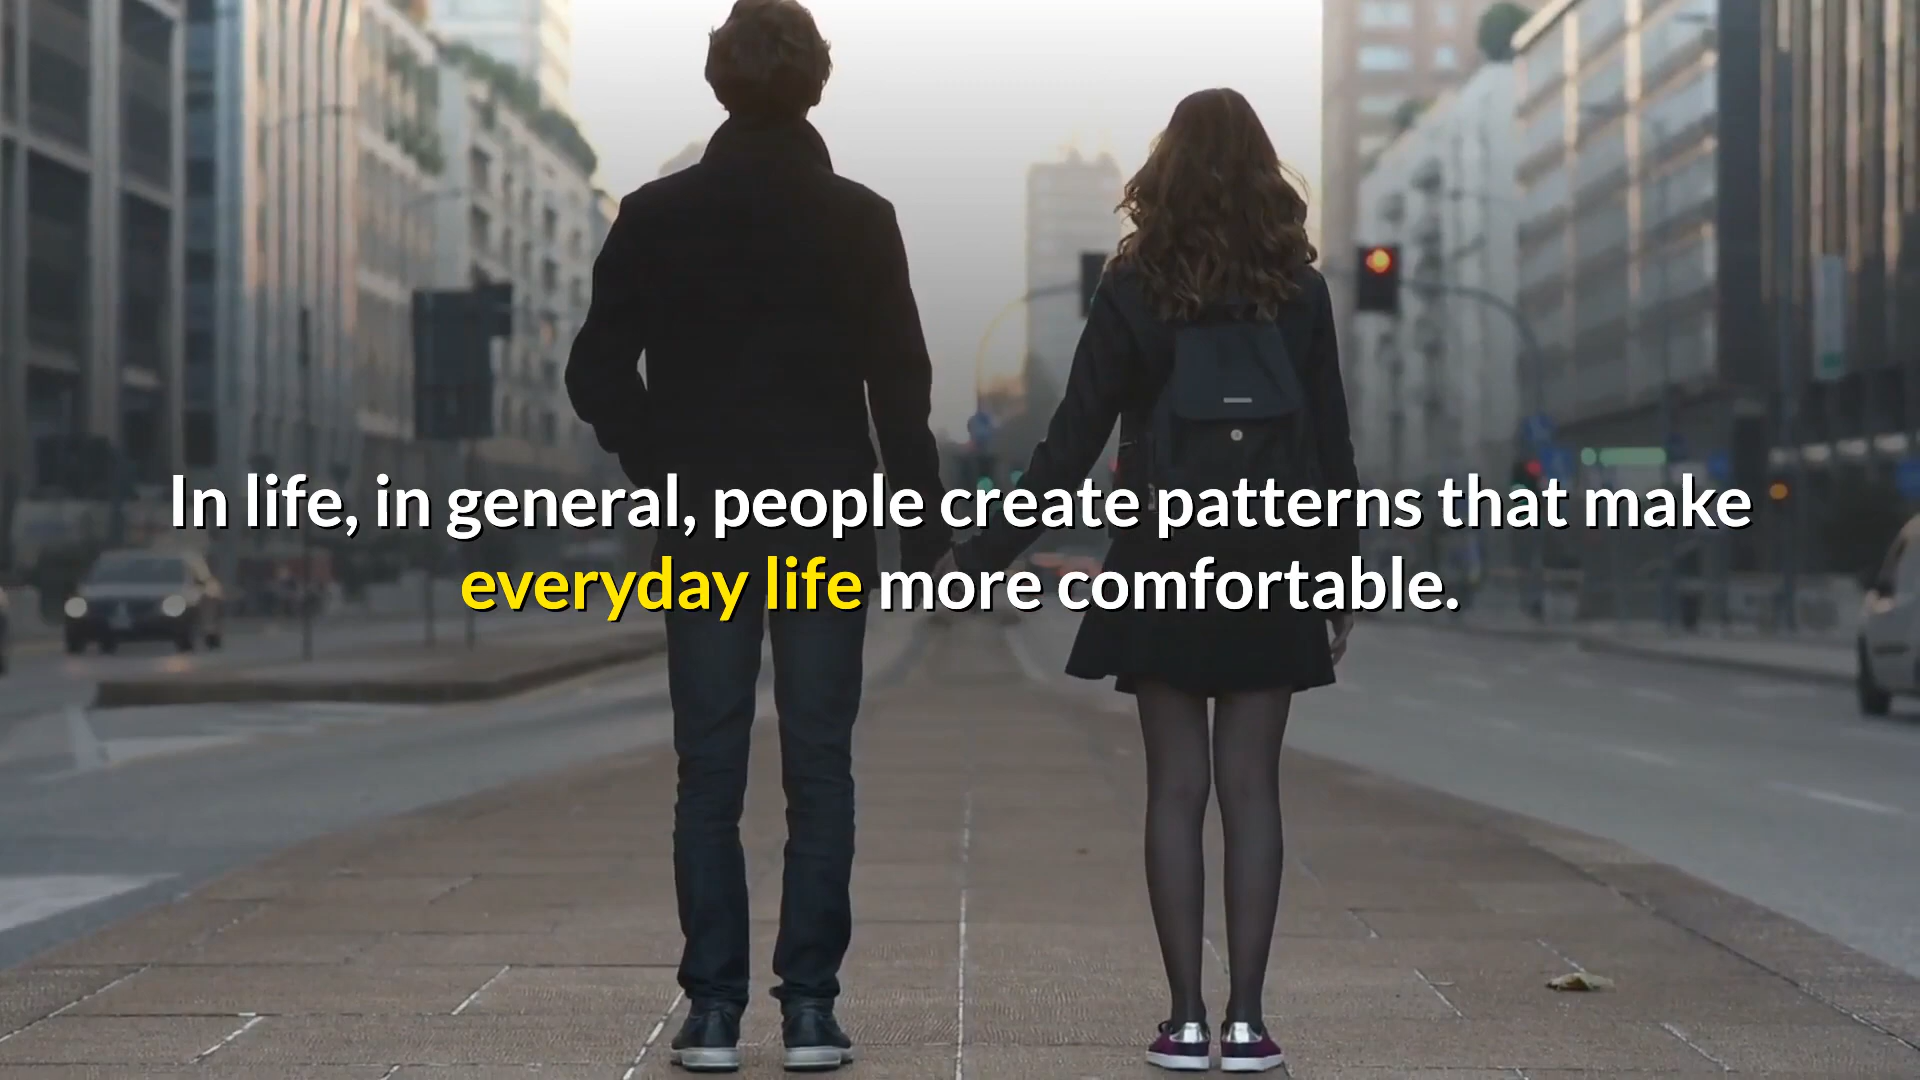 In life, in general, people create patterns that make
everyday life more comfortable.